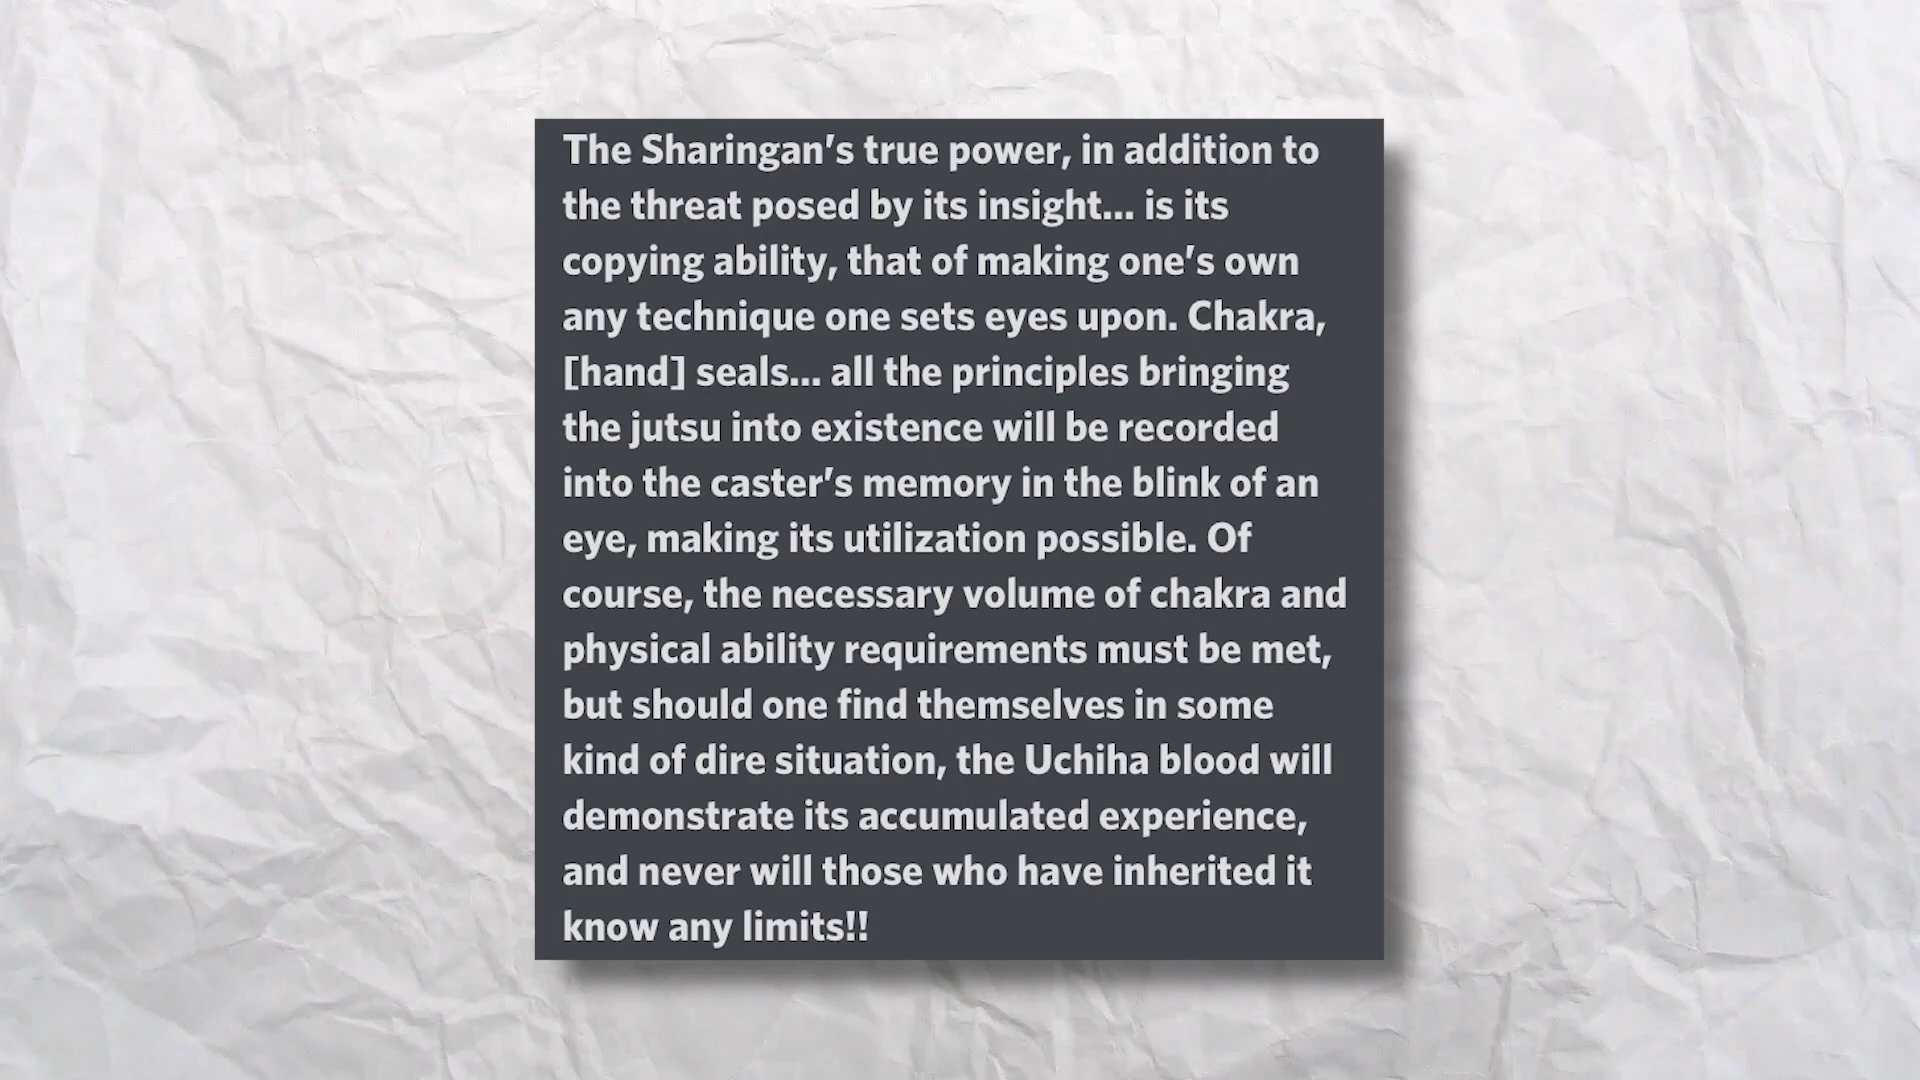 The Sharingan's true power, in addition to
the threat posed by its insight... is its
copying ability, that of making one's own
any technique one sets eyes upon. Chakra,
[hand] seals... all the principles bringing
the jutsu into existence will be recorded
into the caster's memory in the blink of an
eye, making its utilization possible. Of
course, the necessary volume of chakra and
physical ability requirements must be met,
but should one find themselves in some
kind of dire situation, the Uchiha blood will
demonstrate its accumulated experience,
and never will those who have inherited it
know any limits!!